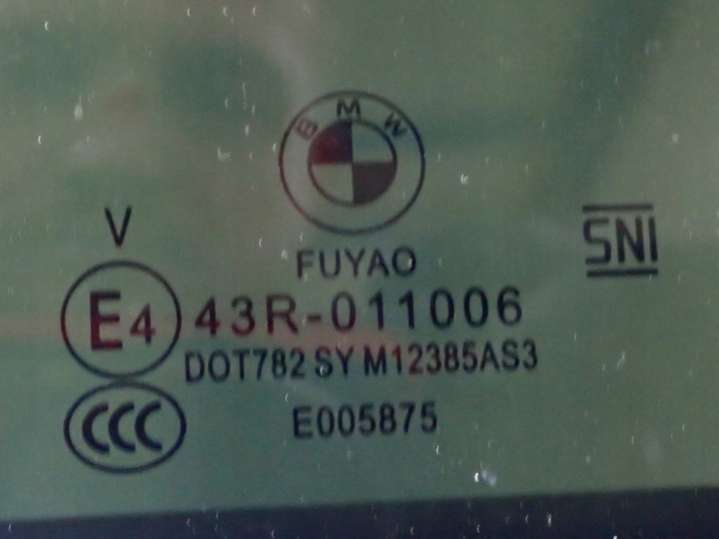 BMW
V
SNI
FUYAO
E4 43R-011006
DOT782 SY M12385AS3
CCC E005875